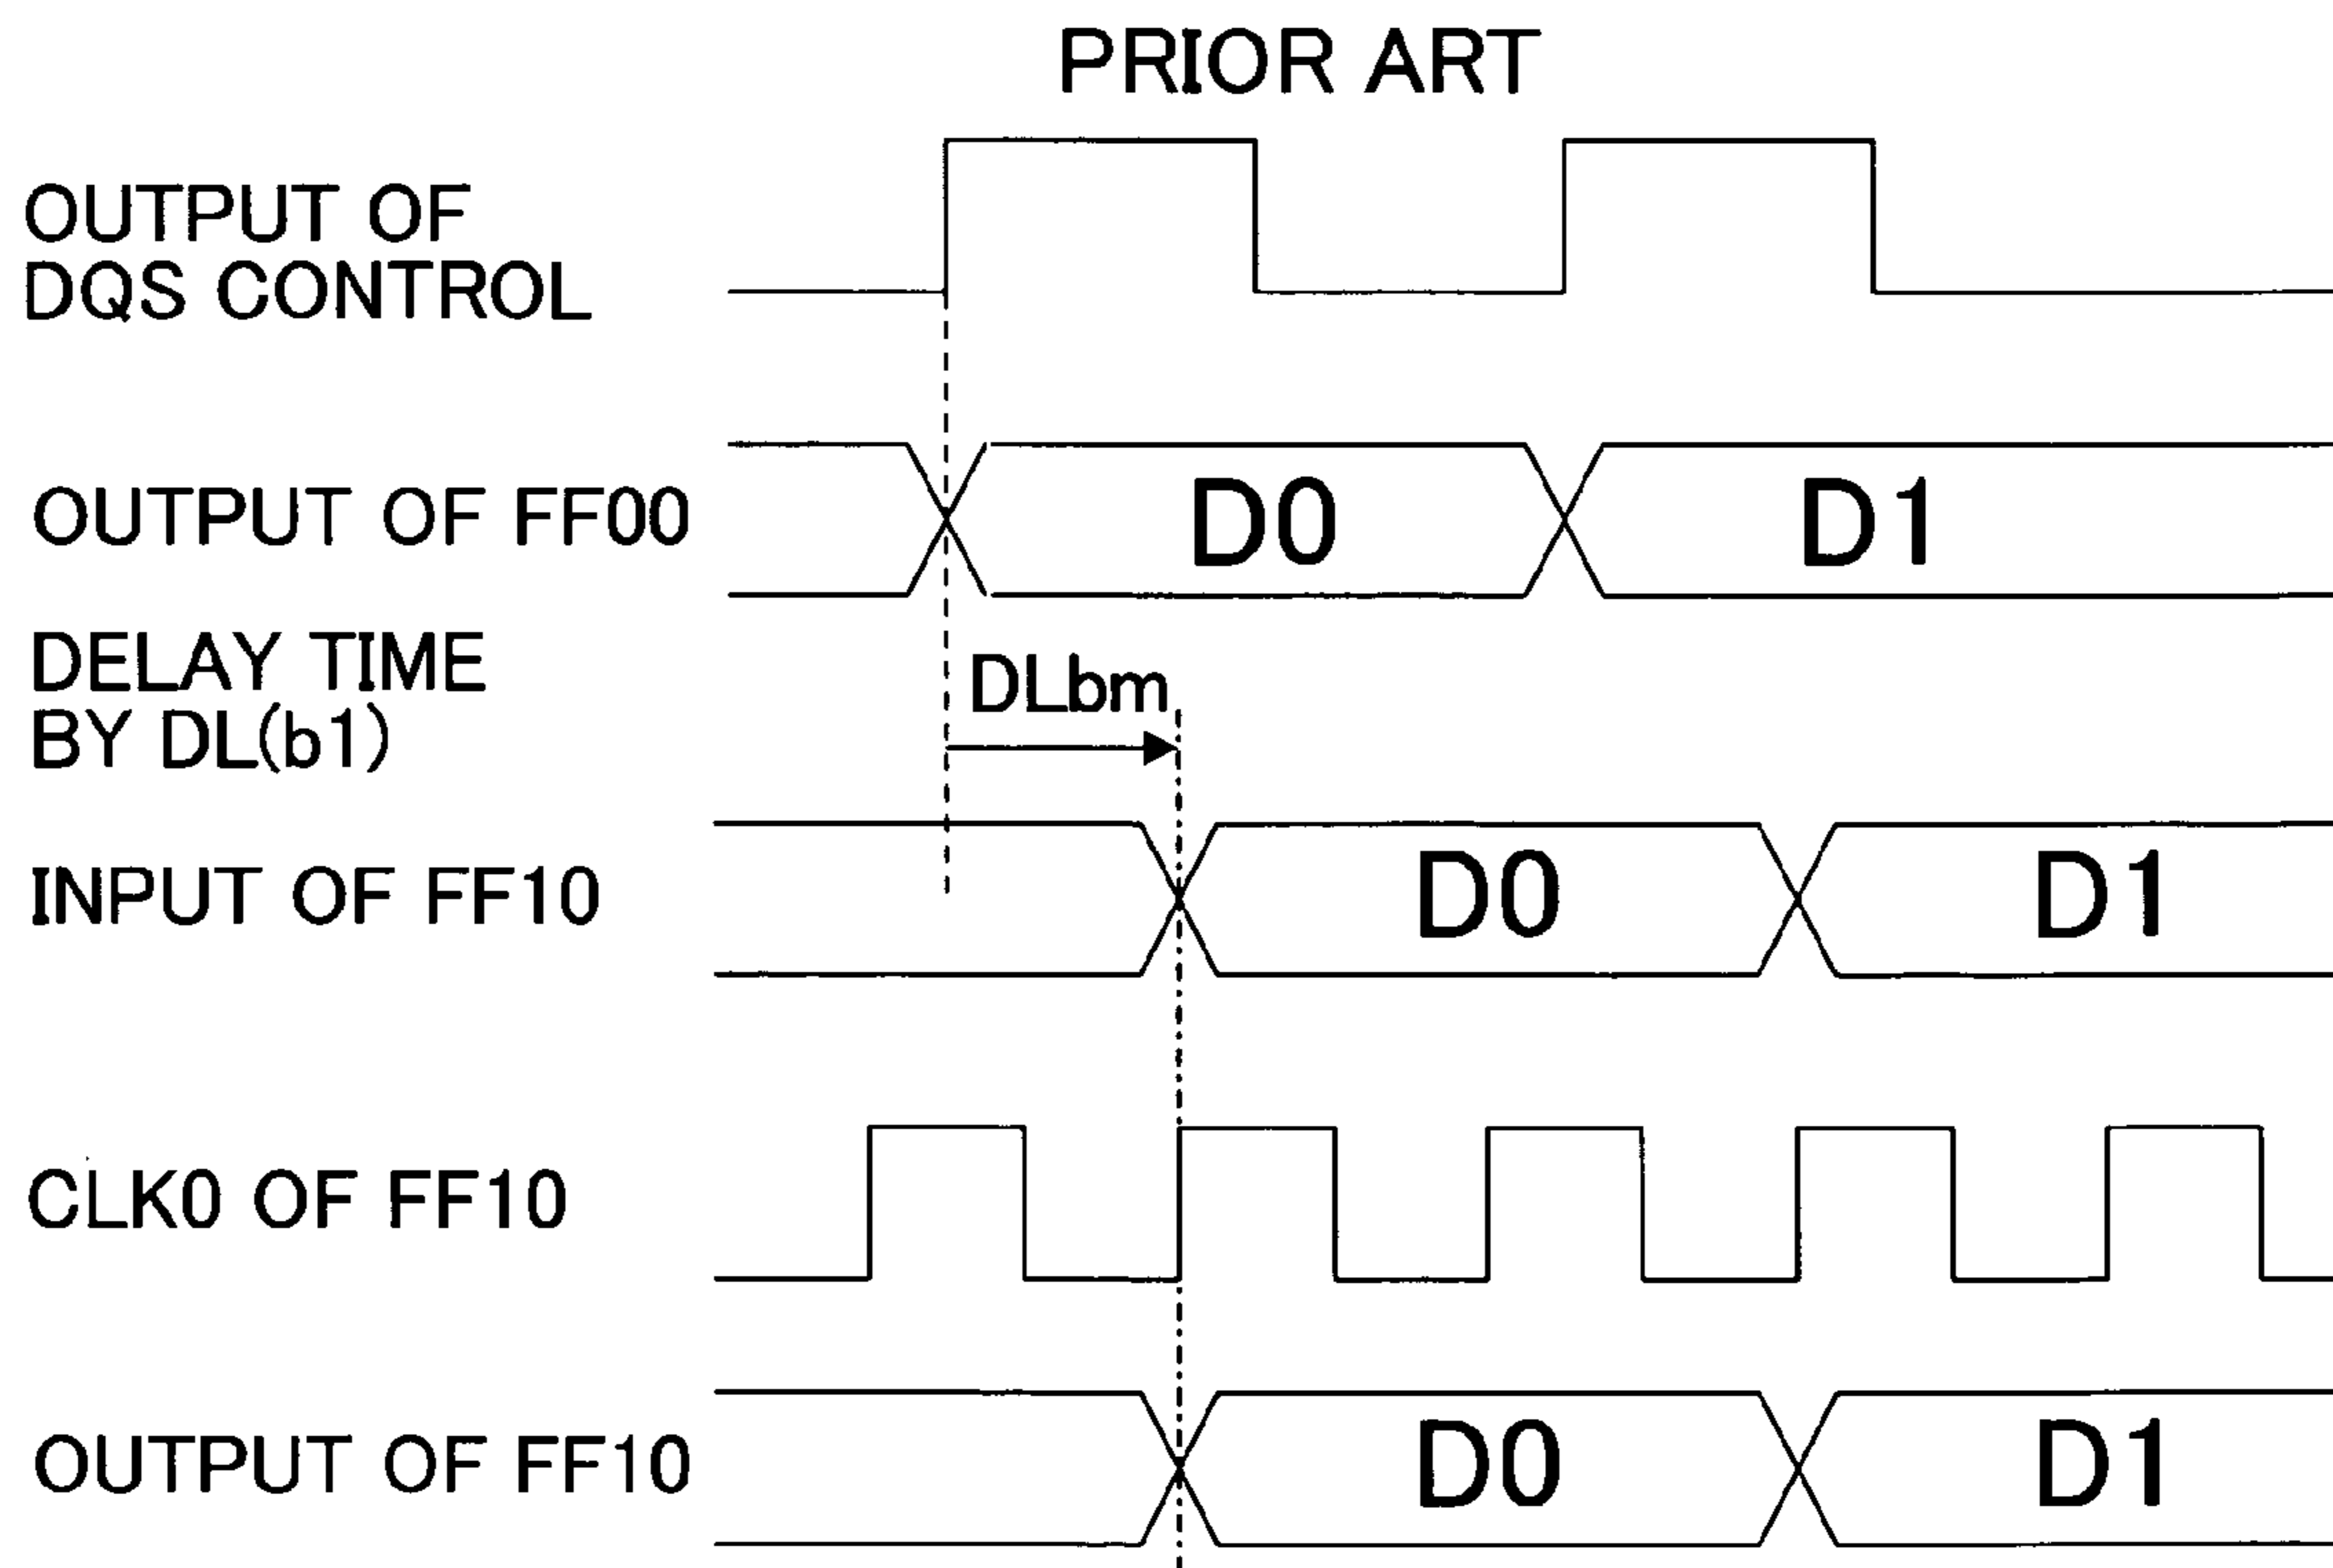 PRIOR ART
OUTPUT OF
DQS CONTROL
OUTPUT OF FF00
D0
D1
DELAY TIME
BY DL(b1)
DLbm
INPUT OF FF10
D0
D1
CLK0 OF FF10
OUTPUT OF FF10
D0
D1